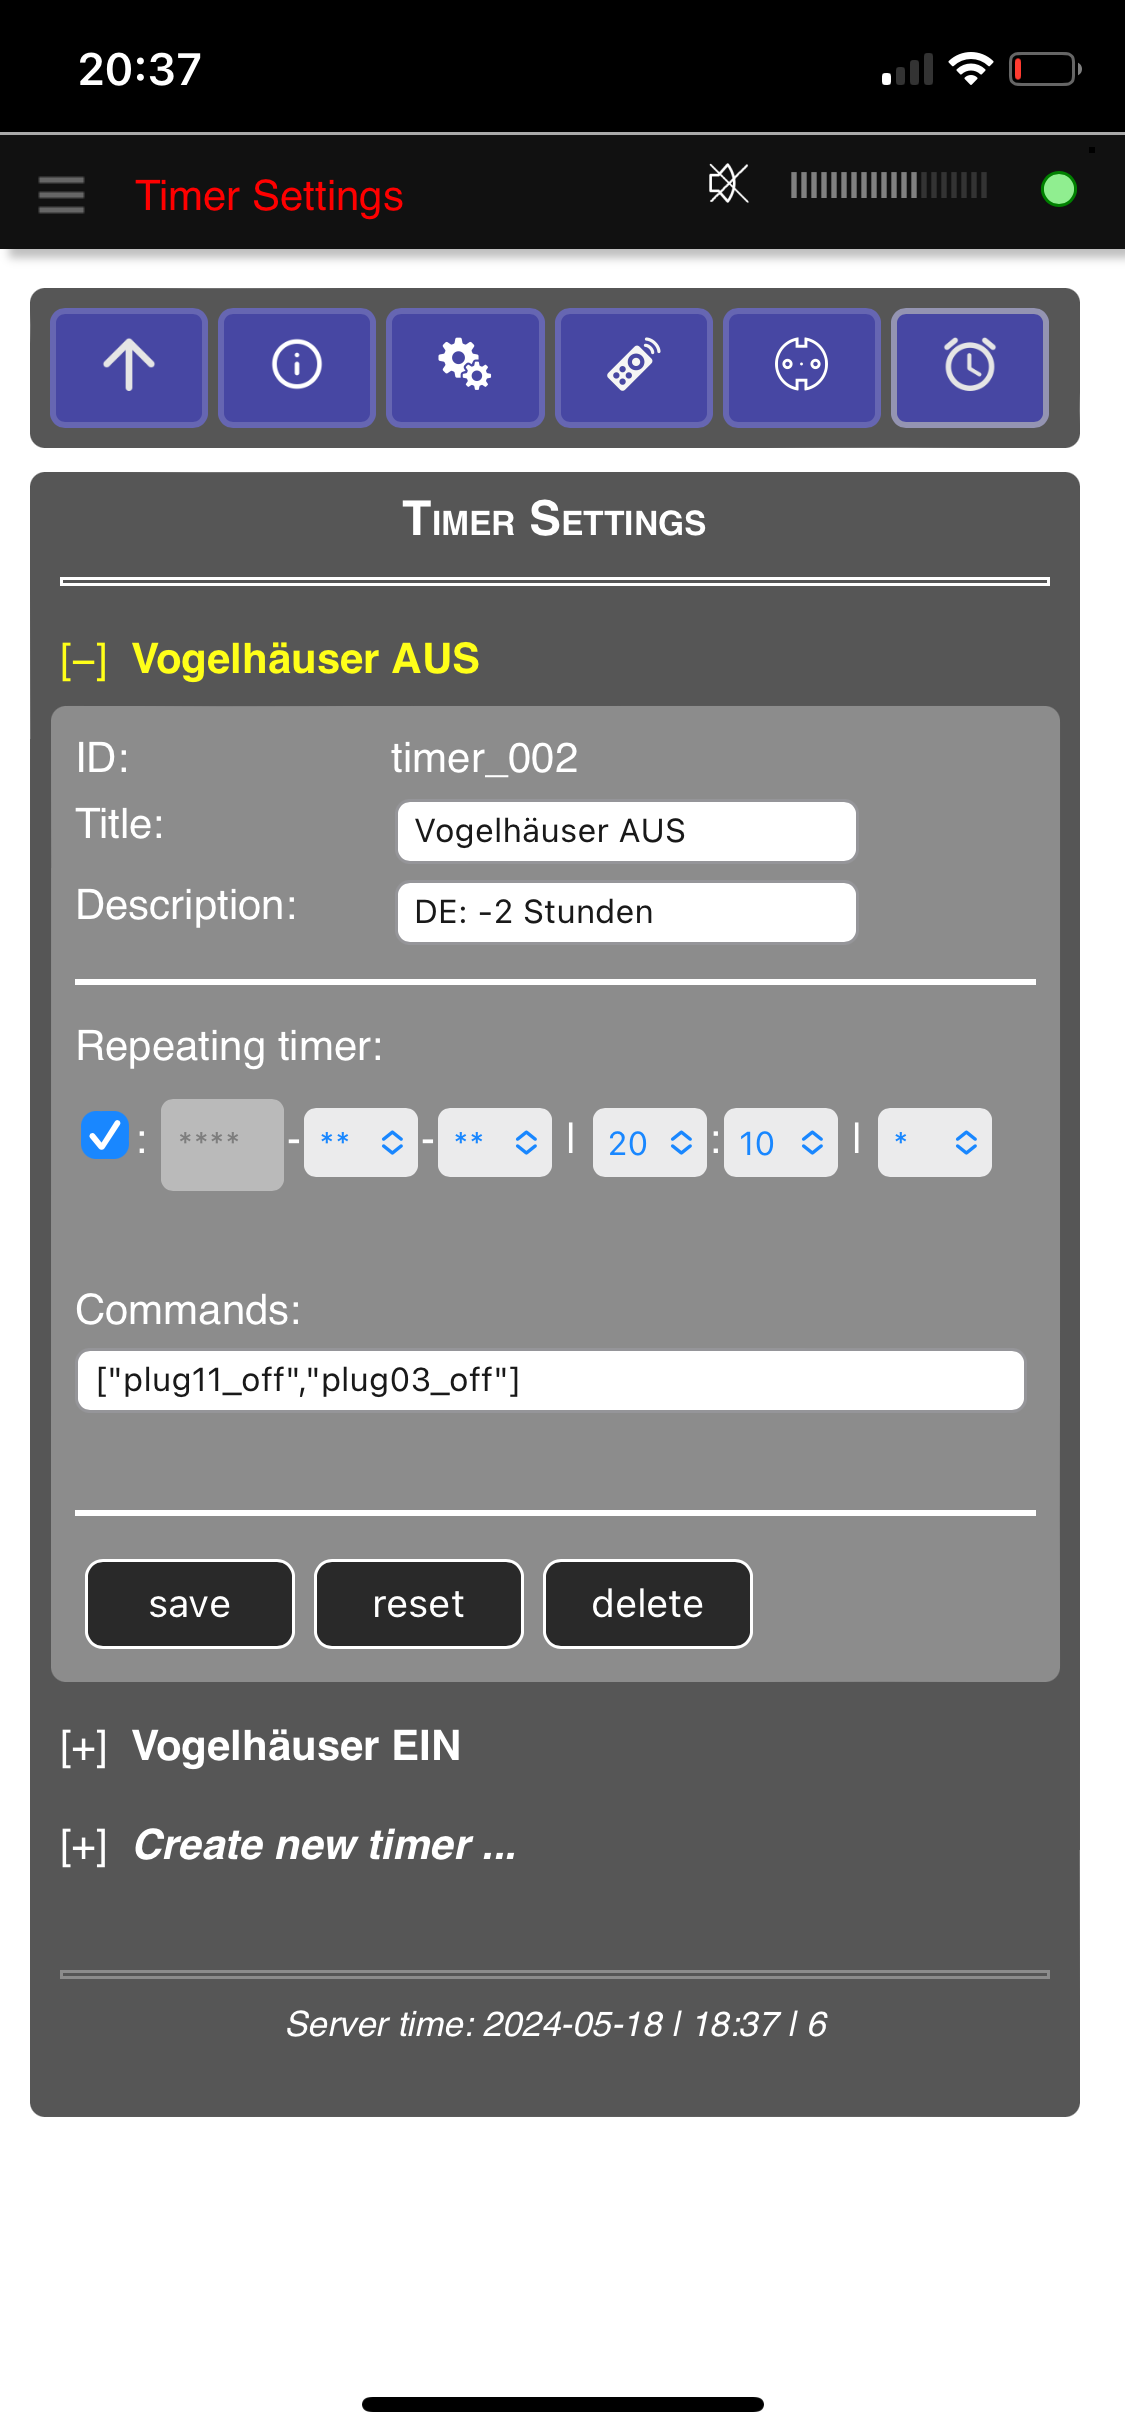 20:37
Timer Settings
Timer Settings
[–] Vogelhäuser AUS
ID: timer_002
Title: Vogelhäuser AUS
Description: DE: -2 Stunden
Repeating timer:
: **** - ** - ** | 20 : 10 | *
Commands:
["plug11_off","plug03_off"]
save reset delete
[+] Vogelhäuser EIN
[+] Create new timer ...
Server time: 2024-05-18 | 18:37 | 6